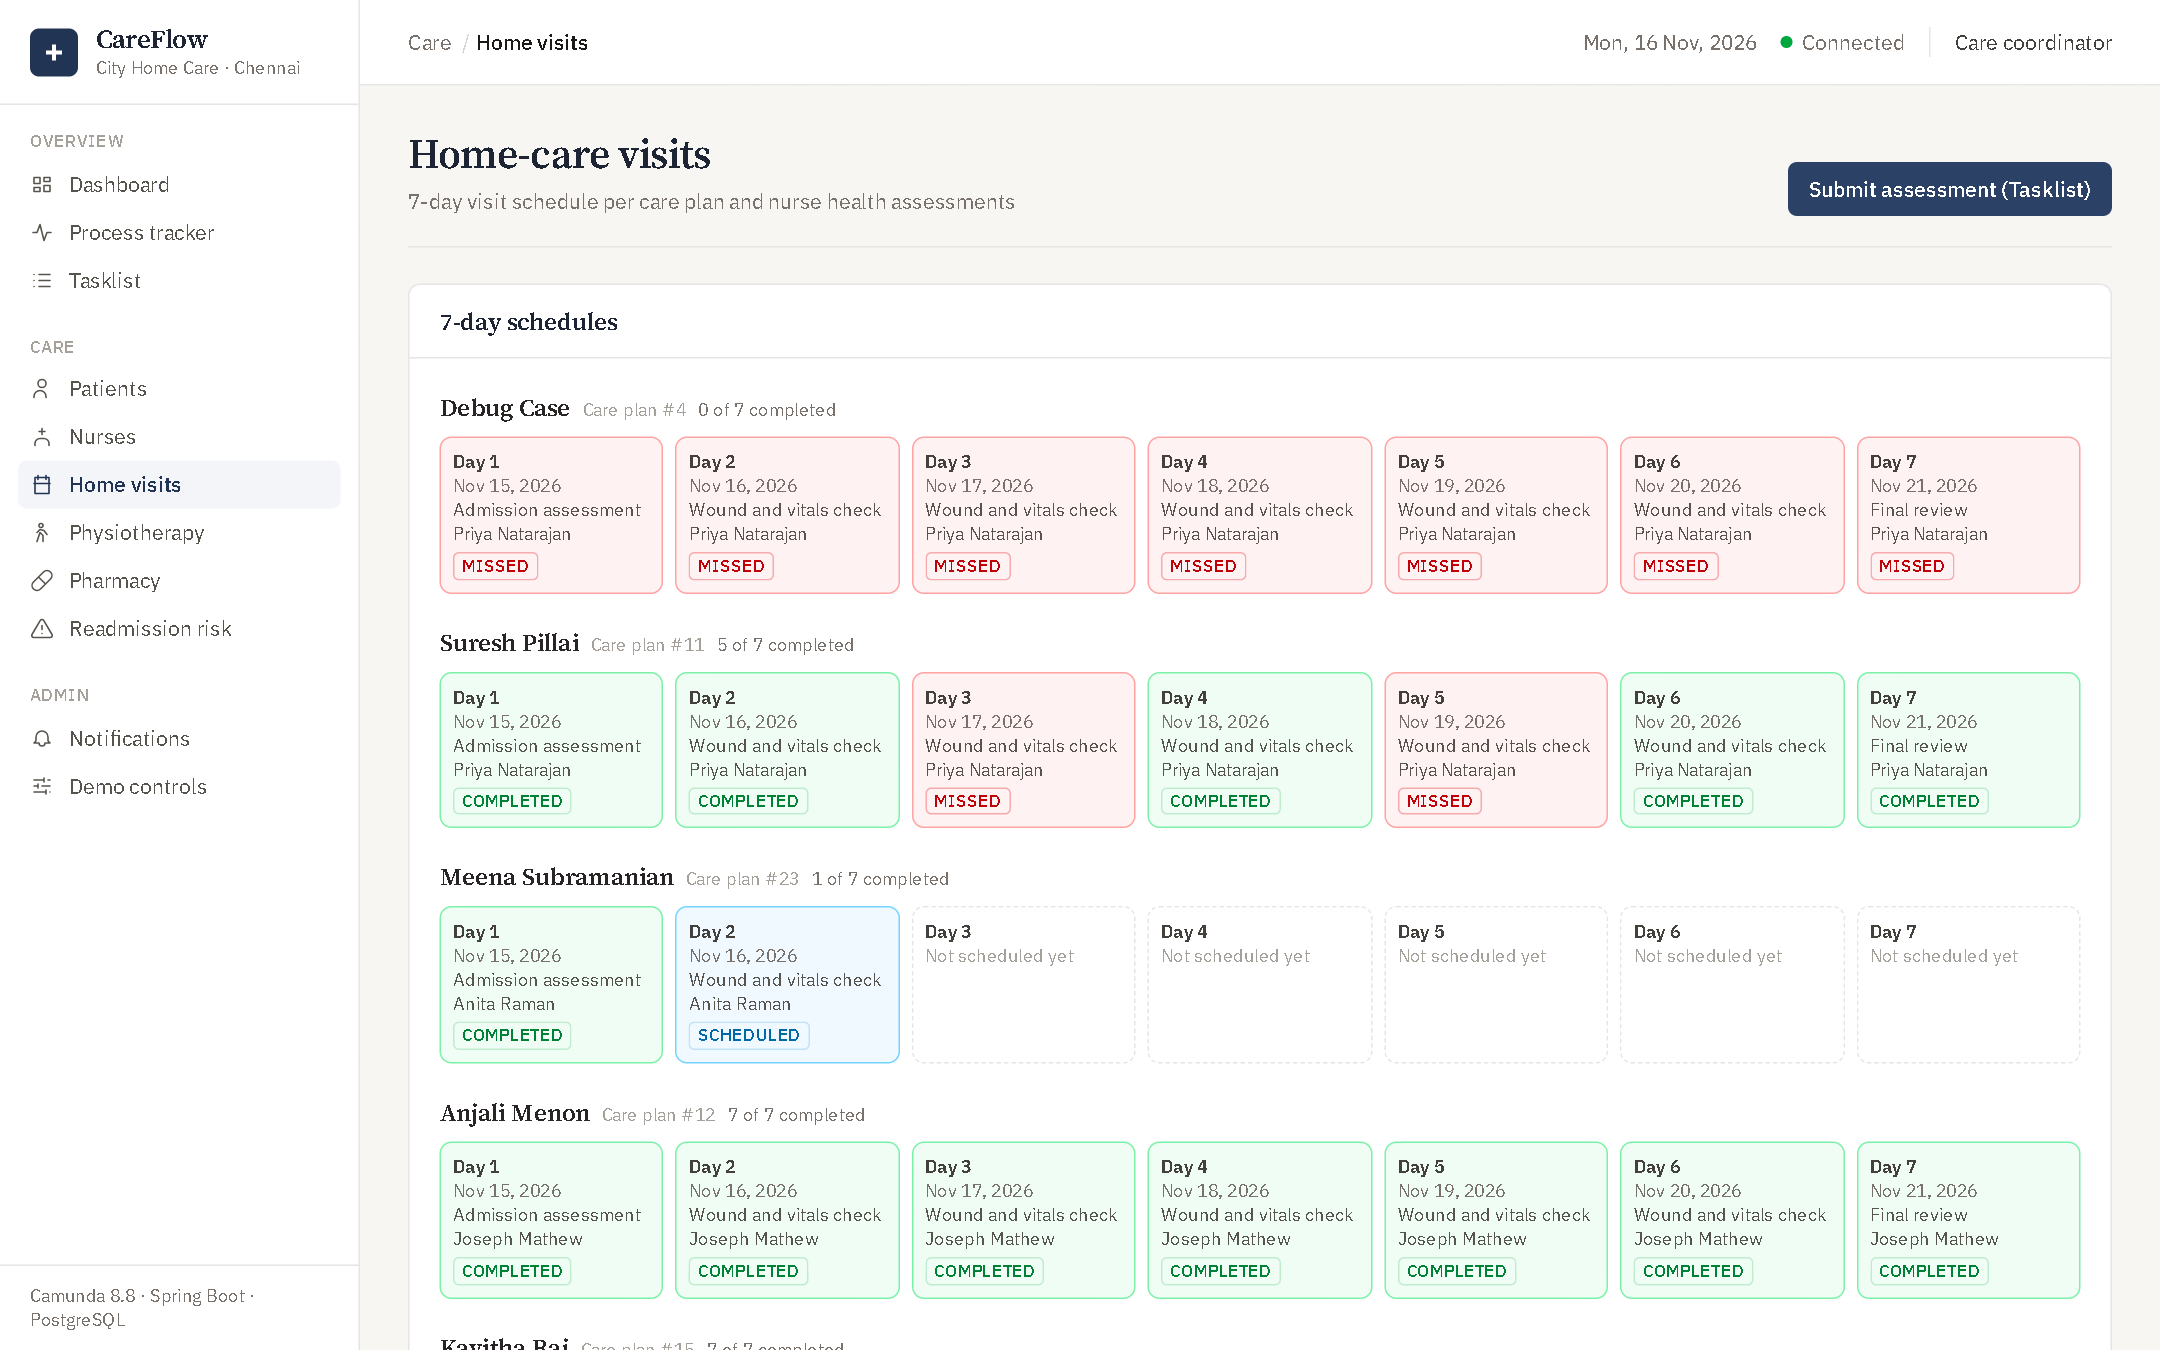 CareFlow
City Home Care · Chennai
OVERVIEW
Dashboard
Process tracker
Tasklist
CARE
Patients
Nurses
Home visits
Physiotherapy
Pharmacy
Readmission risk
ADMIN
Notifications
Demo controls
Camunda 8.8 · Spring Boot ·
PostgreSQL
Care / Home visits
Mon, 16 Nov, 2026 Connected Care coordinator
Home-care visits
7-day visit schedule per care plan and nurse health assessments
Submit assessment (Tasklist)
7-day schedules
Debug Case Care plan #4 0 of 7 completed
Day 1 Day 2 Day 3 Day 4 Day 5 Day 6 Day 7
Nov 15, 2026 Nov 16, 2026 Nov 17, 2026 Nov 18, 2026 Nov 19, 2026 Nov 20, 2026 Nov 21, 2026
Admission assessment Wound and vitals check Wound and vitals check Wound and vitals check Wound and vitals check Wound and vitals check Final review
Priya Natarajan Priya Natarajan Priya Natarajan Priya Natarajan Priya Natarajan Priya Natarajan Priya Natarajan
MISSED MISSED MISSED MISSED MISSED MISSED MISSED
Suresh Pillai Care plan #11 5 of 7 completed
Day 1 Day 2 Day 3 Day 4 Day 5 Day 6 Day 7
Nov 15, 2026 Nov 16, 2026 Nov 17, 2026 Nov 18, 2026 Nov 19, 2026 Nov 20, 2026 Nov 21, 2026
Admission assessment Wound and vitals check Wound and vitals check Wound and vitals check Wound and vitals check Wound and vitals check Final review
Priya Natarajan Priya Natarajan Priya Natarajan Priya Natarajan Priya Natarajan Priya Natarajan Priya Natarajan
COMPLETED COMPLETED MISSED COMPLETED MISSED COMPLETED COMPLETED
Meena Subramanian Care plan #23 1 of 7 completed
Day 1 Day 2 Day 3 Day 4 Day 5 Day 6 Day 7
Nov 15, 2026 Nov 16, 2026 Not scheduled yet Not scheduled yet Not scheduled yet Not scheduled yet Not scheduled yet
Admission assessment Wound and vitals check
Anita Raman Anita Raman
COMPLETED SCHEDULED
Anjali Menon Care plan #12 7 of 7 completed
Day 1 Day 2 Day 3 Day 4 Day 5 Day 6 Day 7
Nov 15, 2026 Nov 16, 2026 Nov 17, 2026 Nov 18, 2026 Nov 19, 2026 Nov 20, 2026 Nov 21, 2026
Admission assessment Wound and vitals check Wound and vitals check Wound and vitals check Wound and vitals check Wound and vitals check Final review
Joseph Mathew Joseph Mathew Joseph Mathew Joseph Mathew Joseph Mathew Joseph Mathew Joseph Mathew
COMPLETED COMPLETED COMPLETED COMPLETED COMPLETED COMPLETED COMPLETED
Kavitha Raj Care plan #15 7 of 7 completed